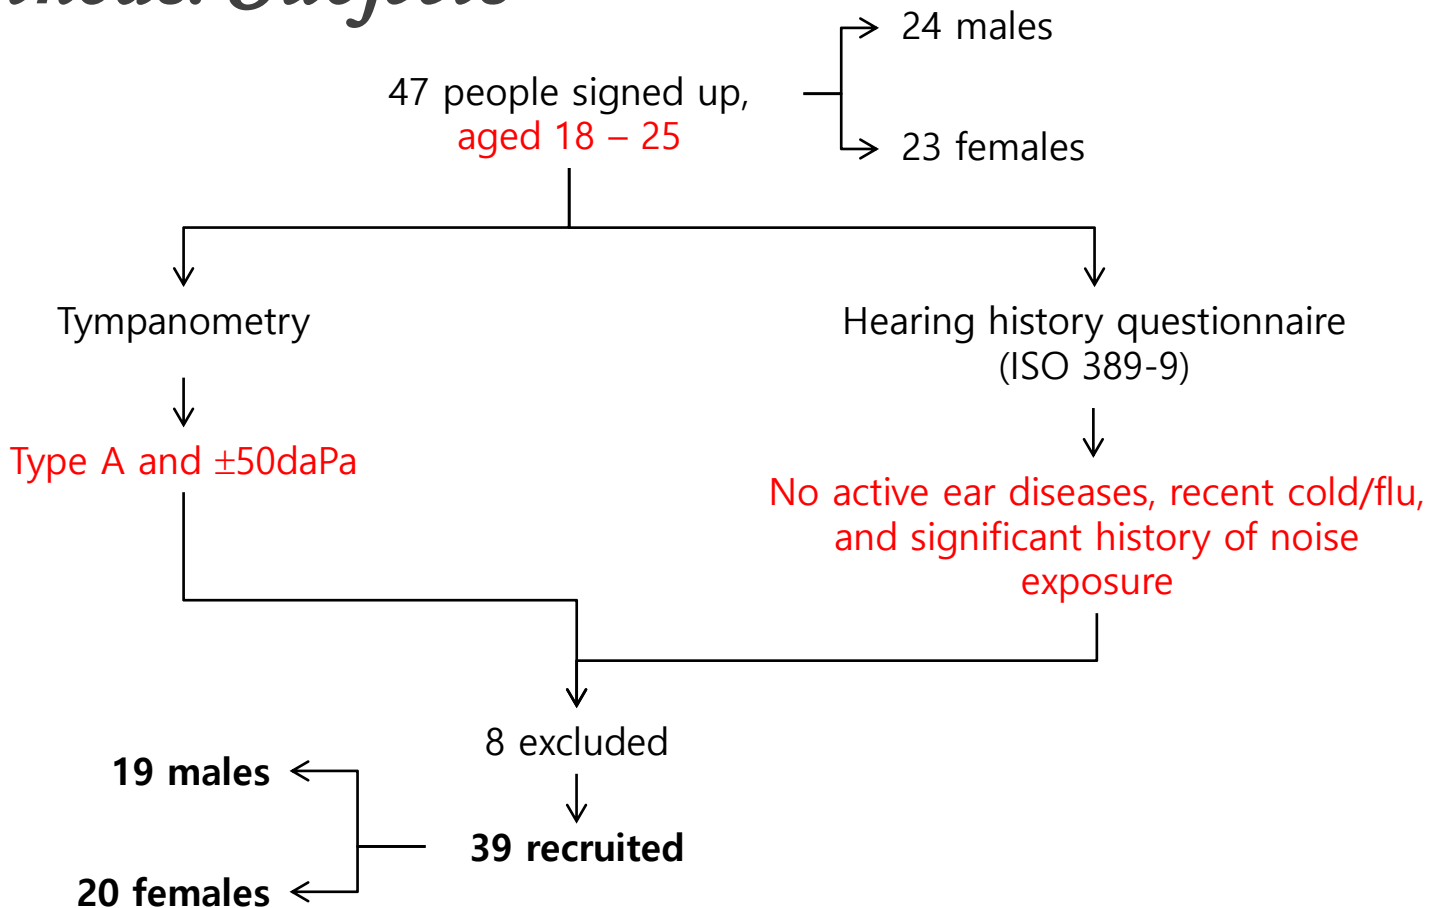 24 males
47 people signed up,
aged 18 – 25
23 females
Tympanometry
Hearing history questionnaire
(ISO 389-9)
Type A and ±50daPa
No active ear diseases, recent cold/flu,
and significant history of noise
exposure
8 excluded
19 males
39 recruited
20 females